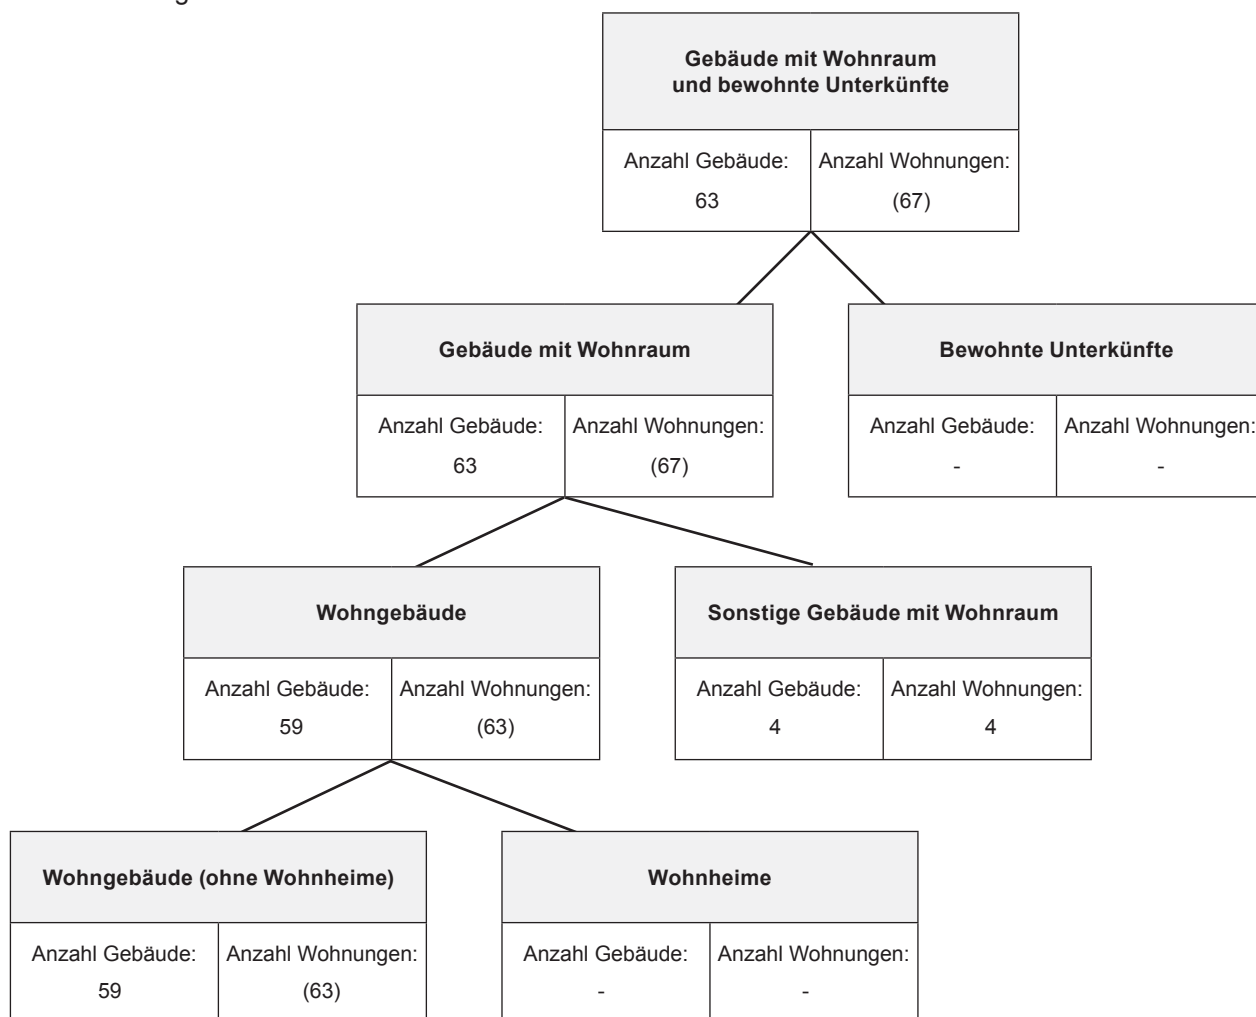 Gebäude mit Wohnraum
und bewohnte Unterkünfte
Anzahl Gebäude: Anzahl Wohnungen:
63 (67)
Gebäude mit Wohnraum
Anzahl Gebäude: Anzahl Wohnungen:
63 (67)
Bewohnte Unterkünfte
Anzahl Gebäude: Anzahl Wohnungen:
- -
Wohngebäude
Anzahl Gebäude: Anzahl Wohnungen:
59 (63)
Sonstige Gebäude mit Wohnraum
Anzahl Gebäude: Anzahl Wohnungen:
4 4
Wohngebäude (ohne Wohnheime)
Anzahl Gebäude: Anzahl Wohnungen:
59 (63)
Wohnheime
Anzahl Gebäude: Anzahl Wohnungen:
- -